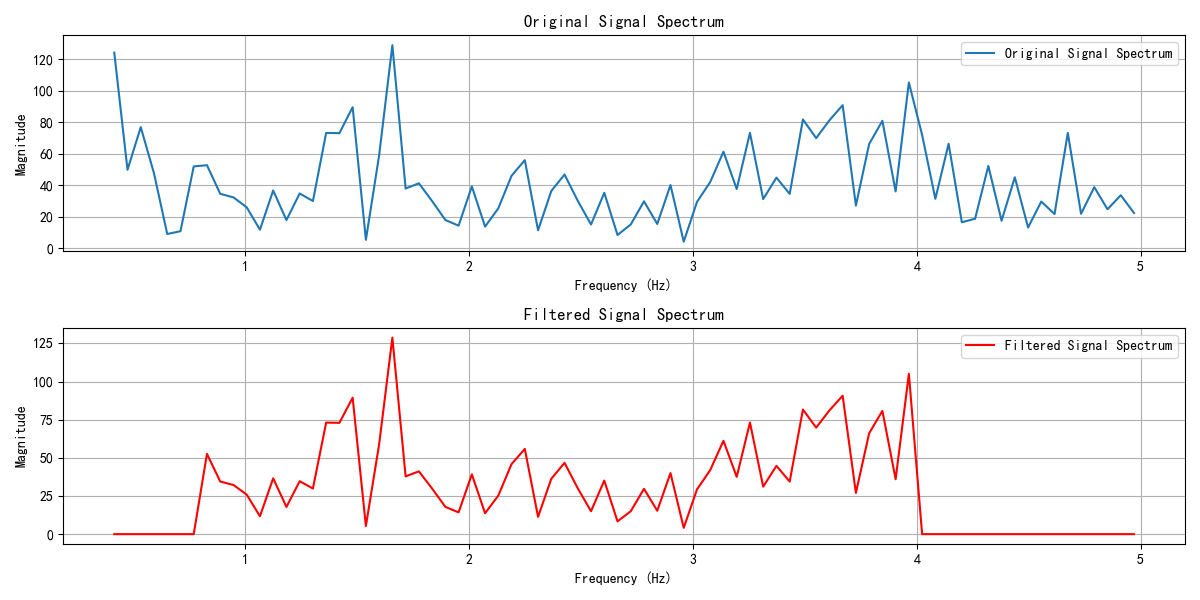 Original Signal Spectrum
Original Signal Spectrum
Magnitude
120
100
80
60
40
20
0
1
2
3
4
5
Frequency (Hz)
Filtered Signal Spectrum
Filtered Signal Spectrum
Magnitude
125
100
75
50
25
0
1
2
3
4
5
Frequency (Hz)